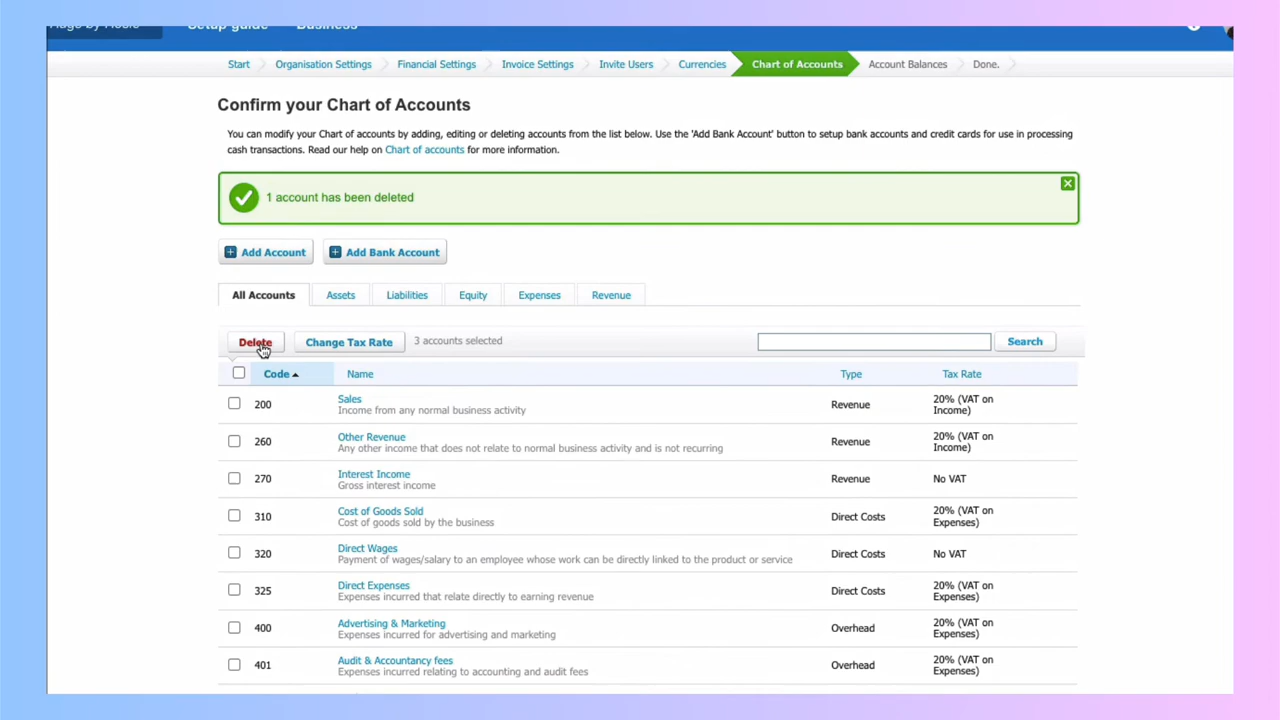 Setup guide Business
Start Organisation Settings Financial Settings Invoice Settings Invite Users Currencies Chart of Accounts Account Balances Done.
Confirm your Chart of Accounts
You can modify your Chart of accounts by adding, editing or deleting accounts from the list below. Use the 'Add Bank Account' button to setup bank accounts and credit cards for use in processing
cash transactions. Read our help on Chart of accounts for more information.
1 account has been deleted
Add Account Add Bank Account
All Accounts Assets Liabilities Equity Expenses Revenue
Delete Change Tax Rate 3 accounts selected Search
Code Name Type Tax Rate
200 Sales Revenue 20% (VAT on
Income from any normal business activity Income)
260 Other Revenue Revenue 20% (VAT on
Any other income that does not relate to normal business activity and is not recurring Income)
270 Interest Income Revenue No VAT
Gross interest income
310 Cost of Goods Sold Direct Costs 20% (VAT on
Cost of goods sold by the business Expenses)
320 Direct Wages Direct Costs No VAT
Payment of wages/salary to an employee whose work can be directly linked to the product or service
325 Direct Expenses Direct Costs 20% (VAT on
Expenses incurred that relate directly to earning revenue Expenses)
400 Advertising & Marketing Overhead 20% (VAT on
Expenses incurred for advertising and marketing Expenses)
401 Audit & Accountancy fees Overhead 20% (VAT on
Expenses incurred relating to accounting and audit fees Expenses)